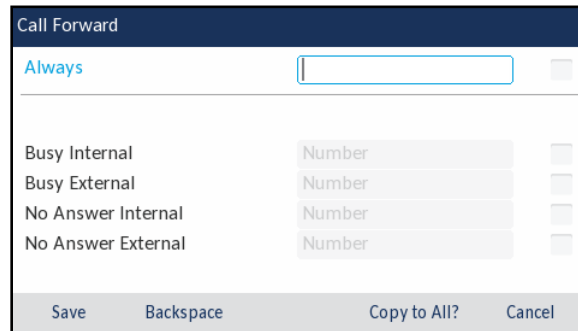 Call Forward
Always
Busy Internal Number
Busy External Number
No Answer Internal Number
No Answer External Number
Save Backspace Copy to All? Cancel